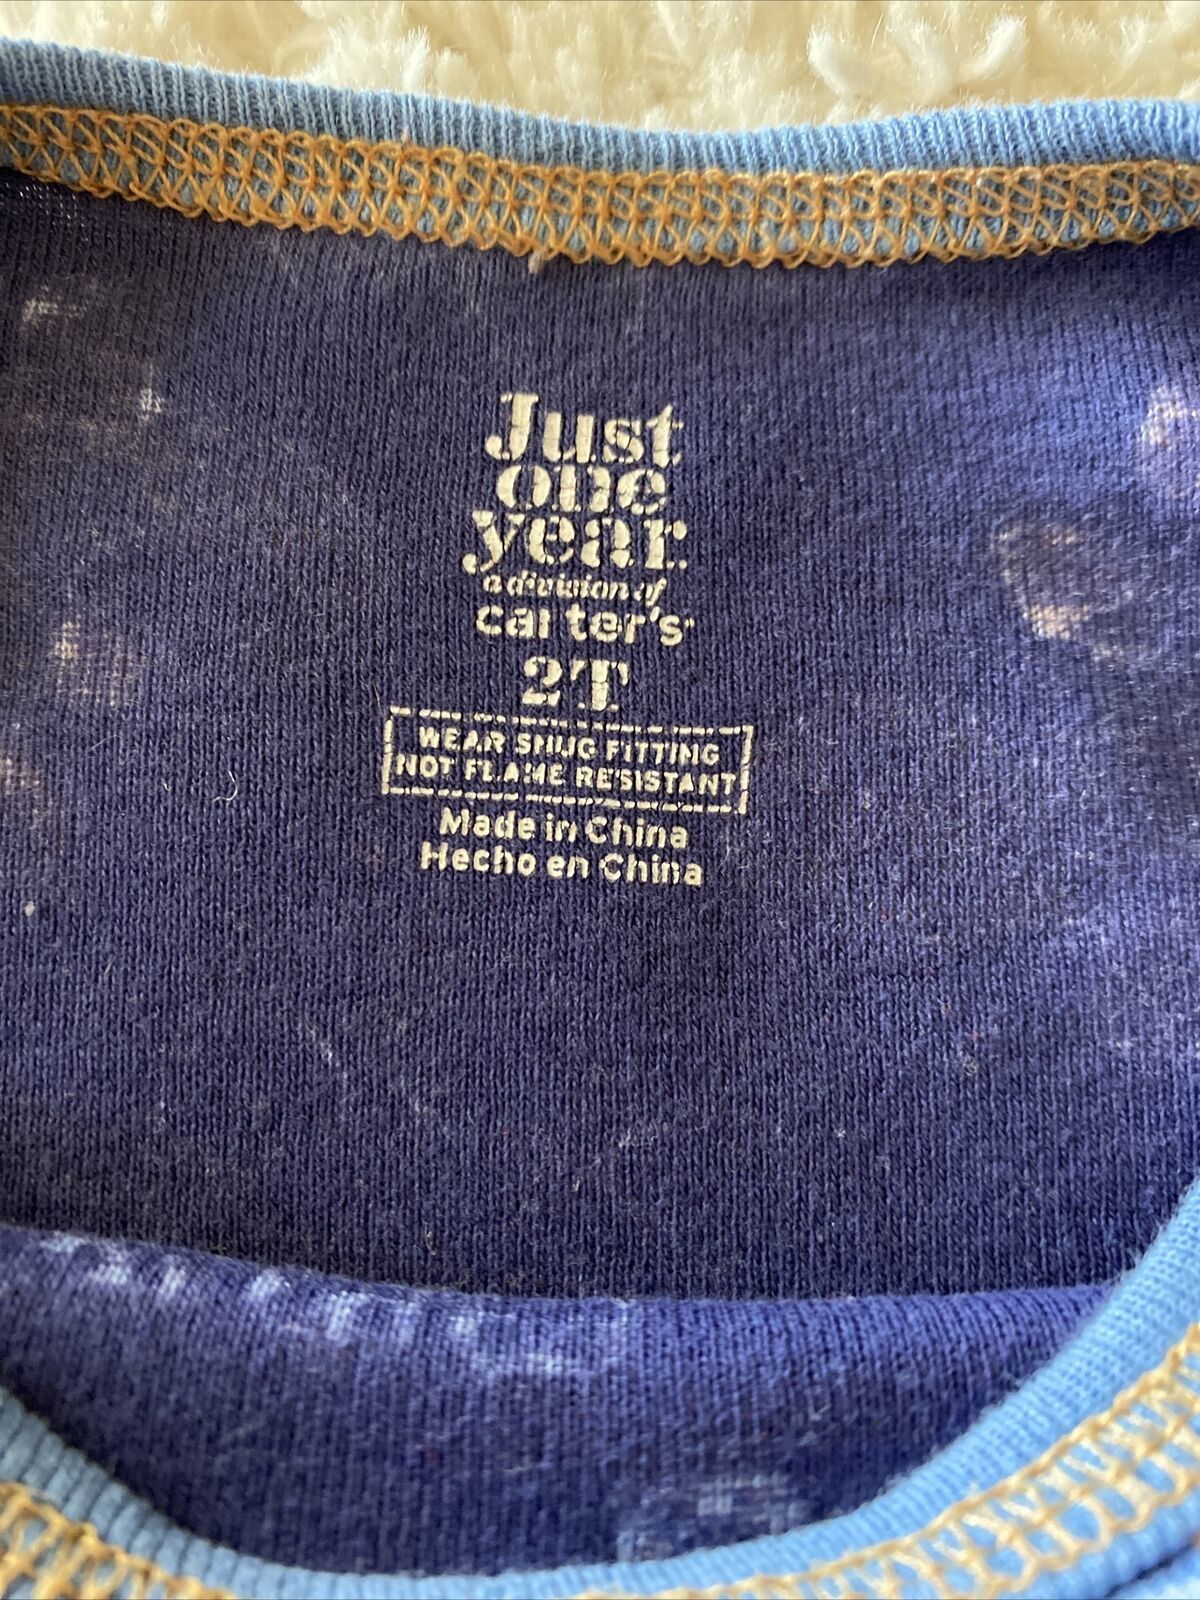 Just
one
year.
a division of
carter's
2T
WEAR SNUG FITTING
NOT FLAME RESISTANT
Made in China
Hecho en China